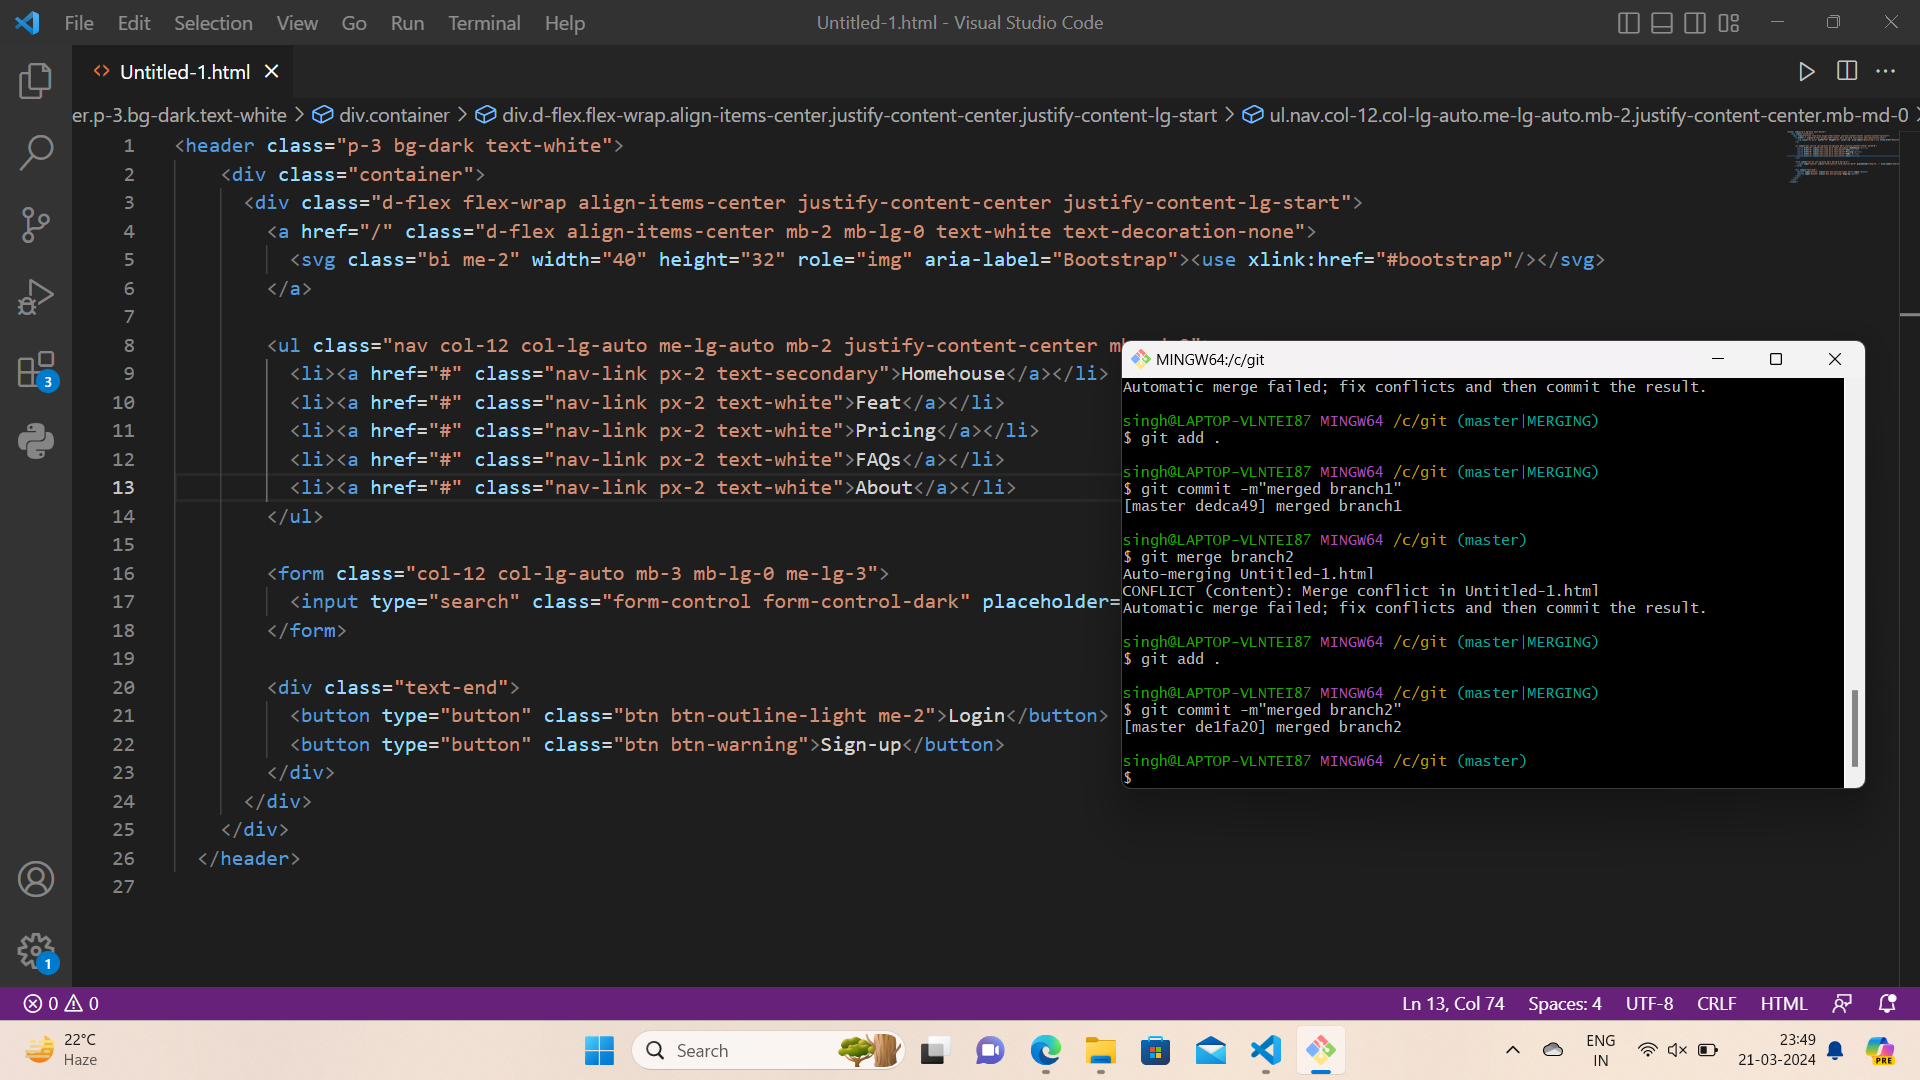 File Edit Selection View Go Run Terminal Help
Untitled-1.html - Visual Studio Code
Untitled-1.html
er.p-3.bg-dark.text-white > div.container > div.d-flex.flex-wrap.align-items-center.justify-content-center.justify-content-lg-start > ul.nav.col-12.col-lg-auto.me-lg-auto.mb-2.justify-content-center.mb-md-0
1 <header class="p-3 bg-dark text-white">
2 <div class="container">
3 <div class="d-flex flex-wrap align-items-center justify-content-center justify-content-lg-start">
4 <a href="/" class="d-flex align-items-center mb-2 mb-lg-0 text-white text-decoration-none">
5 <svg class="bi me-2" width="40" height="32" role="img" aria-label="Bootstrap"><use xlink:href="#bootstrap"/></svg>
6 </a>
7
8 <ul class="nav col-12 col-lg-auto me-lg-auto mb-2 justify-content-center
9 <li><a href="#" class="nav-link px-2 text-secondary">Homehouse</a></li>
10 <li><a href="#" class="nav-link px-2 text-white">Feat</a></li>
11 <li><a href="#" class="nav-link px-2 text-white">Pricing</a></li>
12 <li><a href="#" class="nav-link px-2 text-white">FAQs</a></li>
13 <li><a href="#" class="nav-link px-2 text-white">About</a></li>
14 </ul>
15
16 <form class="col-12 col-lg-auto mb-3 mb-lg-0 me-lg-3">
17 <input type="search" class="form-control form-control-dark" placeholder=
18 </form>
19
20 <div class="text-end">
21 <button type="button" class="btn btn-outline-light me-2">Login</button>
22 <button type="button" class="btn btn-warning">Sign-up</button>
23 </div>
24 </div>
25 </div>
26 </header>
27
MINGW64:/c/git
Automatic merge failed; fix conflicts and then commit the result.
singh@LAPTOP-VLNTEI87 MINGW64 /c/git (master|MERGING)
$ git add .
singh@LAPTOP-VLNTEI87 MINGW64 /c/git (master|MERGING)
$ git commit -m"merged branch1"
[master dedca49] merged branch1
singh@LAPTOP-VLNTEI87 MINGW64 /c/git (master)
$ git merge branch2
Auto-merging Untitled-1.html
CONFLICT (content): Merge conflict in Untitled-1.html
Automatic merge failed; fix conflicts and then commit the result.
singh@LAPTOP-VLNTEI87 MINGW64 /c/git (master|MERGING)
$ git add .
singh@LAPTOP-VLNTEI87 MINGW64 /c/git (master|MERGING)
$ git commit -m"merged branch2"
[master de1fa20] merged branch2
singh@LAPTOP-VLNTEI87 MINGW64 /c/git (master)
$
3
1
0 0
Ln 13, Col 74 Spaces: 4 UTF-8 CRLF HTML
22°C
Haze
Search
ENG
IN
23:49
21-03-2024
PRE